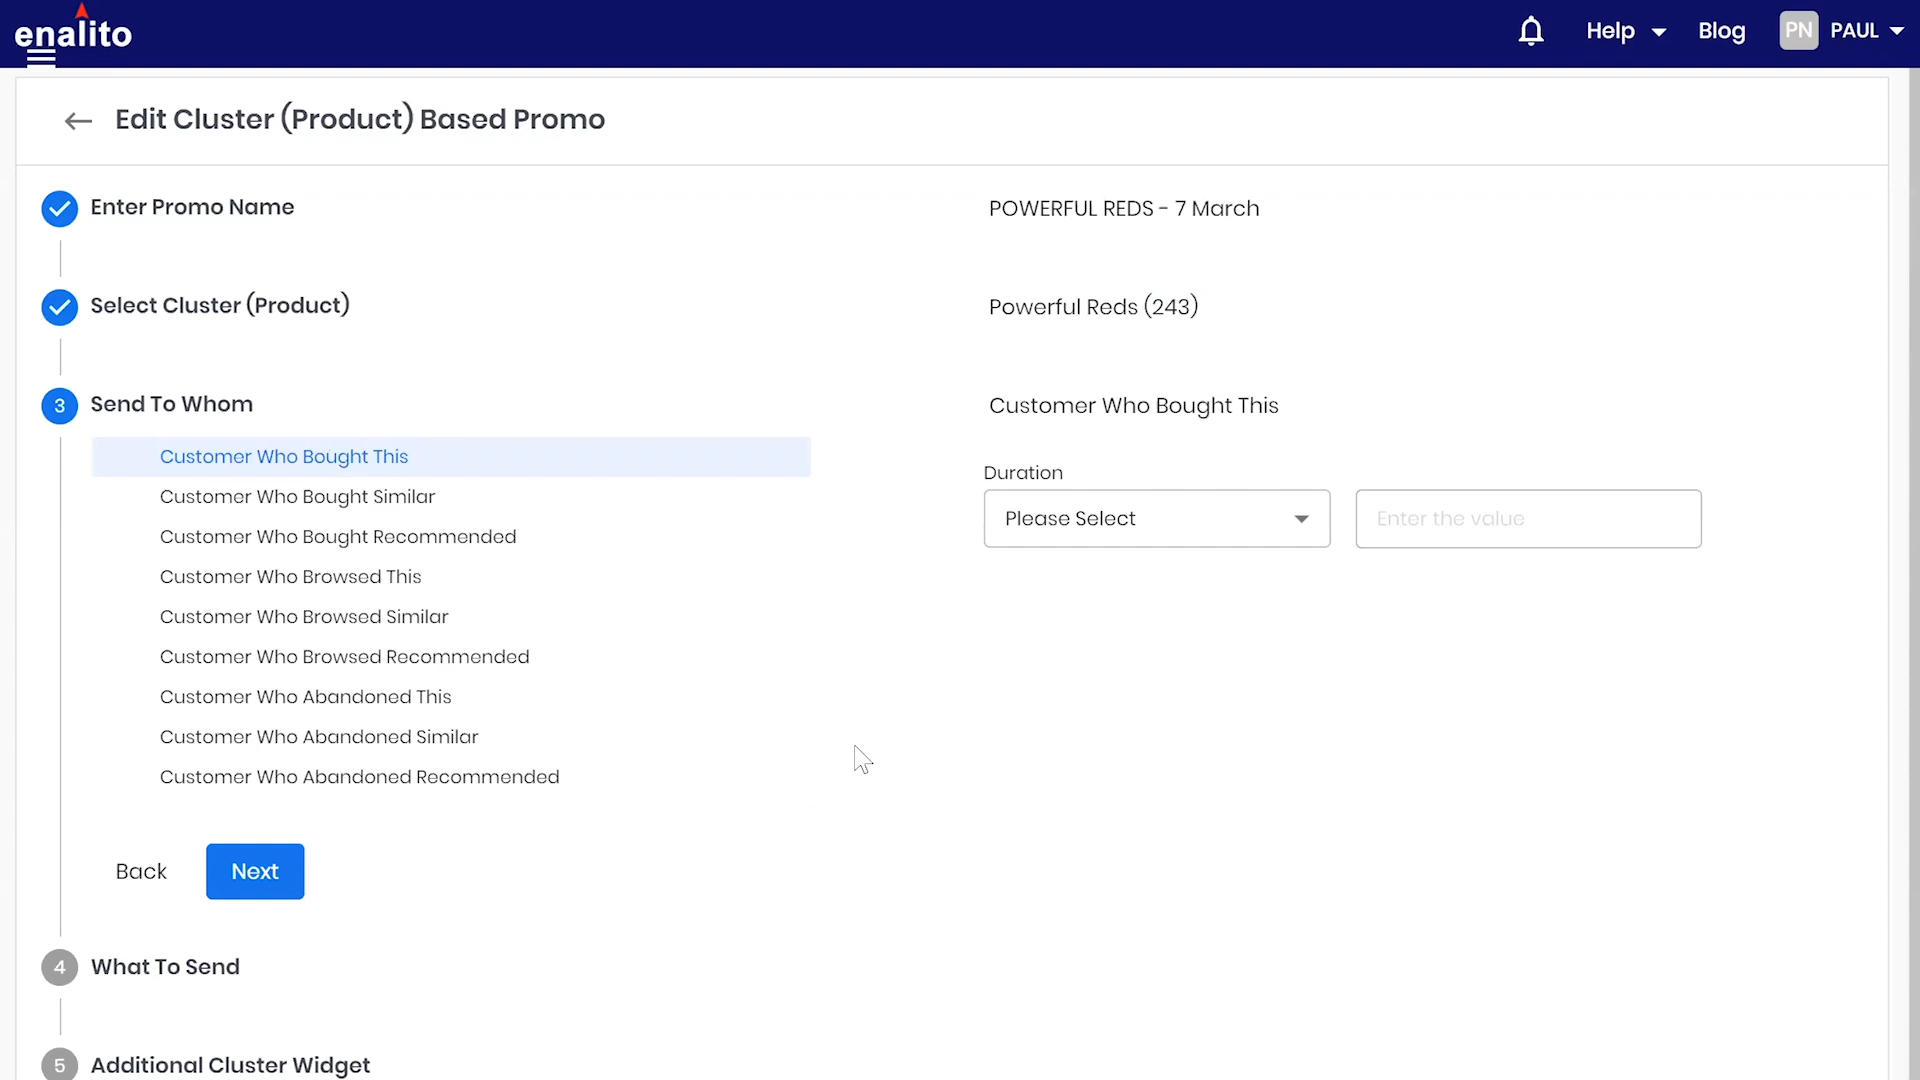 enalito
Help
Blog
PN
PAUL
Edit Cluster (Product) Based Promo
Enter Promo Name
POWERFUL REDS - 7 March
Select Cluster (Product)
Powerful Reds (243)
3
Send To Whom
Customer Who Bought This
Customer Who Bought This
Customer Who Bought Similar
Customer Who Bought Recommended
Customer Who Browsed This
Customer Who Browsed Similar
Customer Who Browsed Recommended
Customer Who Abandoned This
Customer Who Abandoned Similar
Customer Who Abandoned Recommended
Duration
Please Select
Enter the value
Back
Next
4
What To Send
5
Additional Cluster Widget